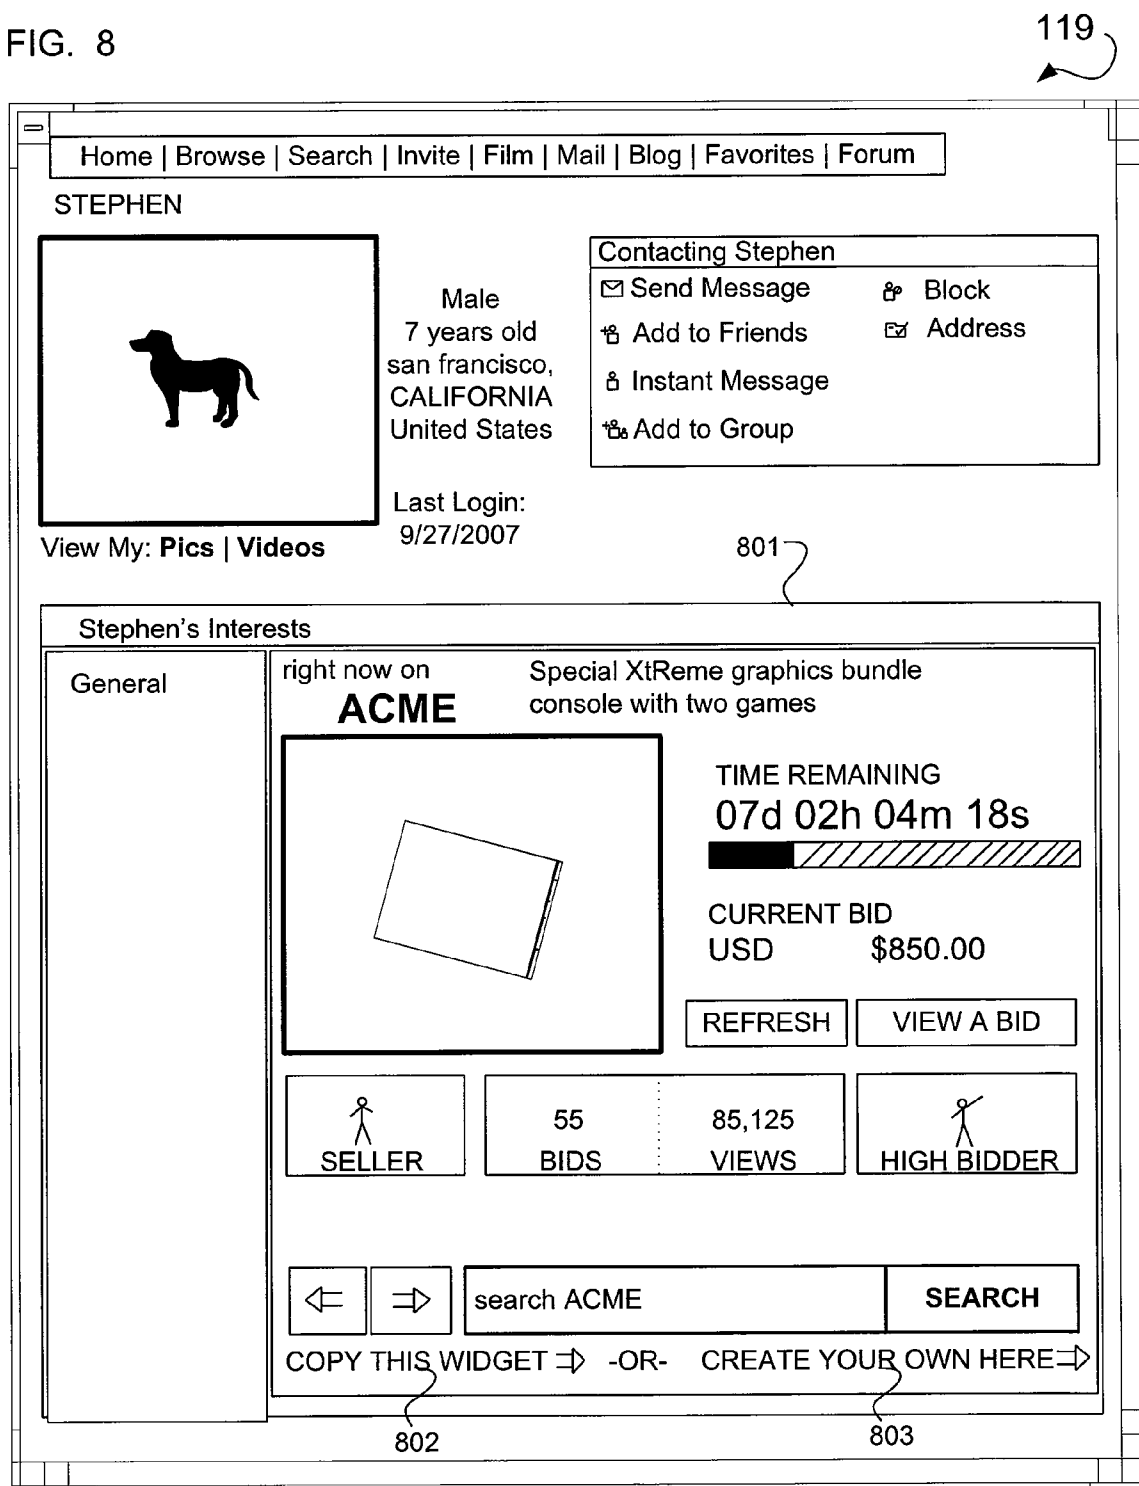 FIG. 8
119
Home | Browse | Search | Invite | Film | Mail | Blog | Favorites | Forum
STEPHEN
Male
7 years old
san francisco,
CALIFORNIA
United States
Last Login:
9/27/2007
View My: Pics | Videos
Contacting Stephen
Send Message
Block
Add to Friends
Address
Instant Message
Add to Group
801
Stephen's Interests
General
right now on
ACME
Special XtReme graphics bundle
console with two games
TIME REMAINING
07d 02h 04m 18s
CURRENT BID
USD $850.00
REFRESH
VIEW A BID
SELLER
55
BIDS
85,125
VIEWS
HIGH BIDDER
search ACME
SEARCH
COPY THIS WIDGET -OR- CREATE YOUR OWN HERE
802
803